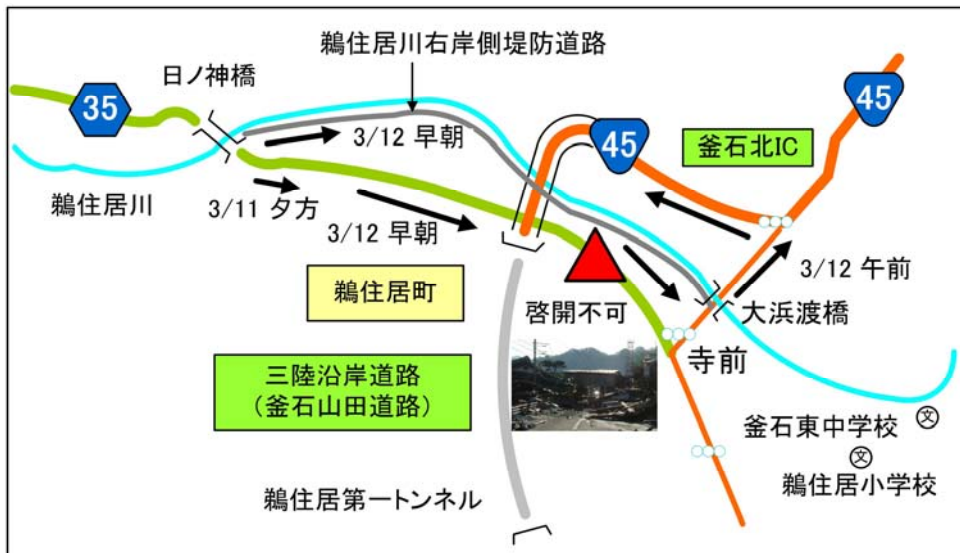 鵜住居川右岸側堤防道路
日ノ神橋
35
45
45
釜石北IC
3/12 早朝
鵜住居川
3/11 夕方
3/12 早朝
3/12 午前
鵜住居町
啓開不可
大浜渡橋
寺前
三陸沿岸道路
（釜石山田道路）
釜石東中学校
文
文
鵜住居小学校
鵜住居第一トンネル